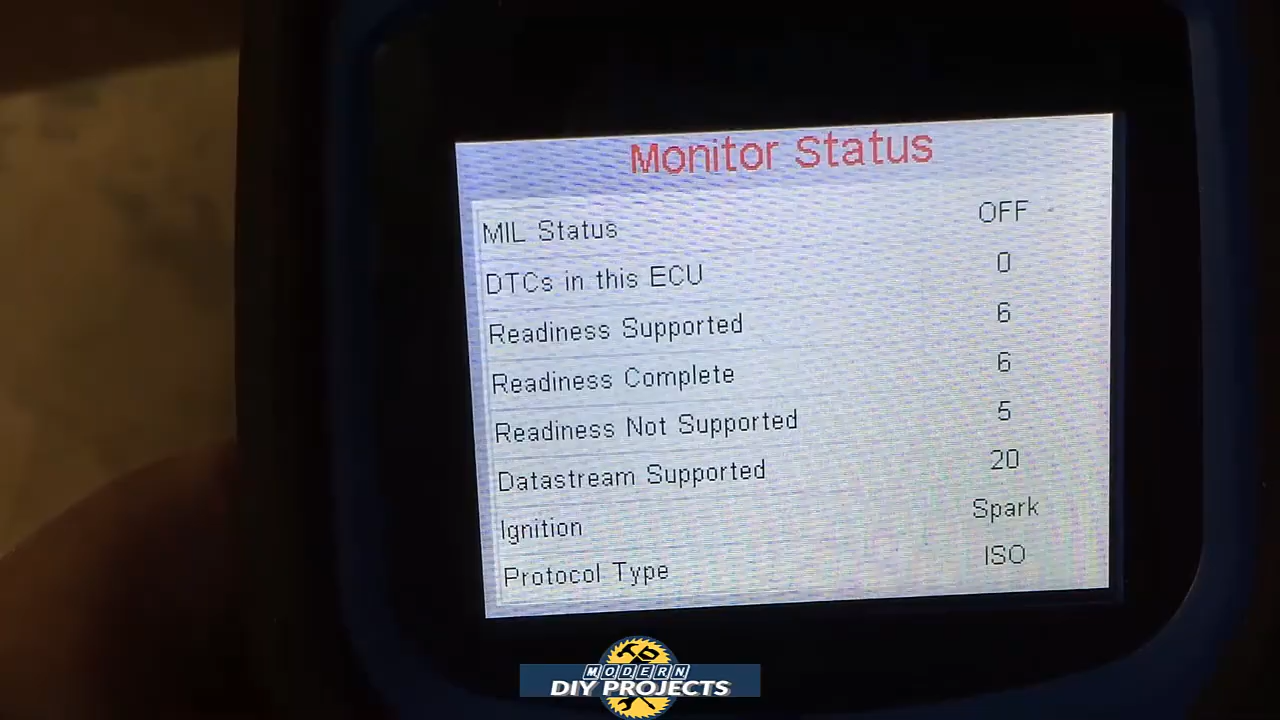 Monitor Status
MIL Status OFF
DTCs in this ECU 0
Readiness Supported 6
Readiness Complete 6
Readiness Not Supported 5
Datastream Supported 20
Ignition Spark
Protocol Type ISO
MODERN
DIY PROJECTS